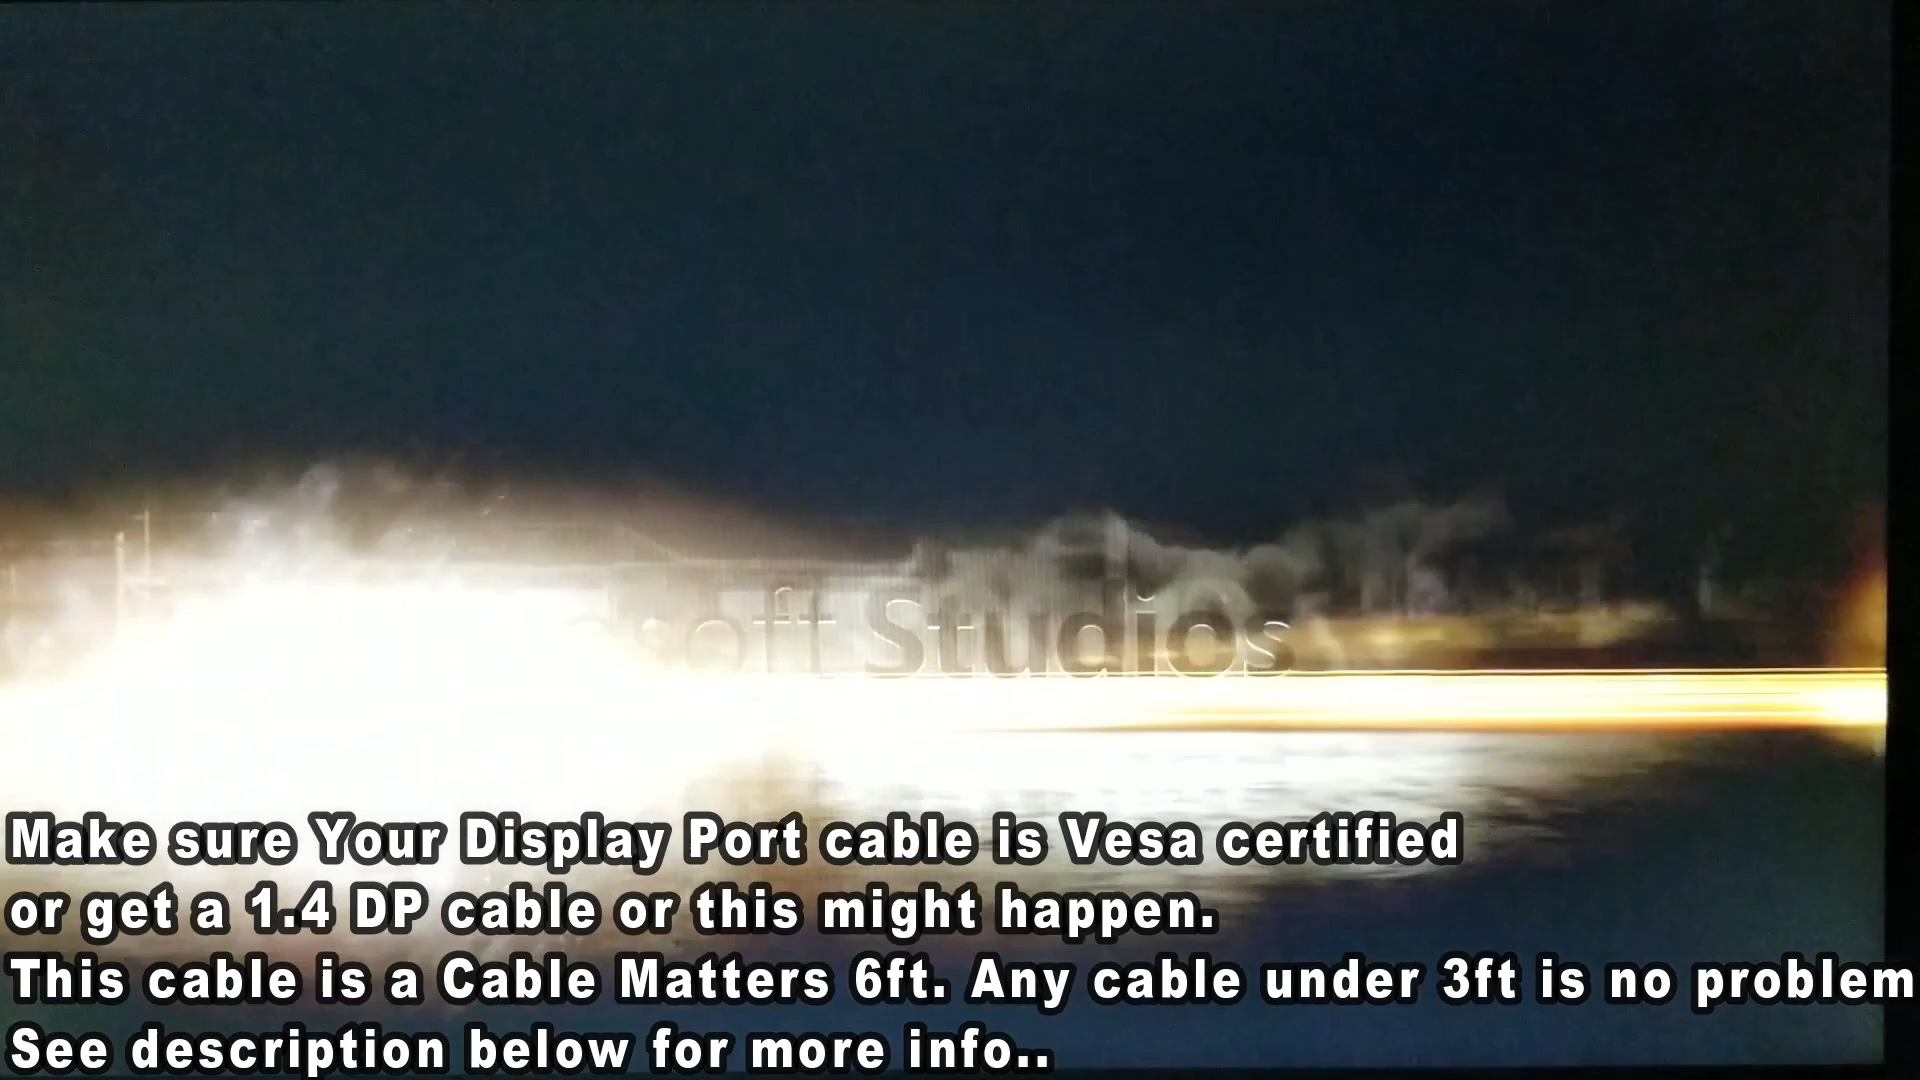 soft Studios
Make sure Your Display Port cable is Vesa certified
or get a 1.4 DP cable or this might happen.
This cable is a Cable Matters 6ft. Any cable under 3ft is no problem
See description below for more info..